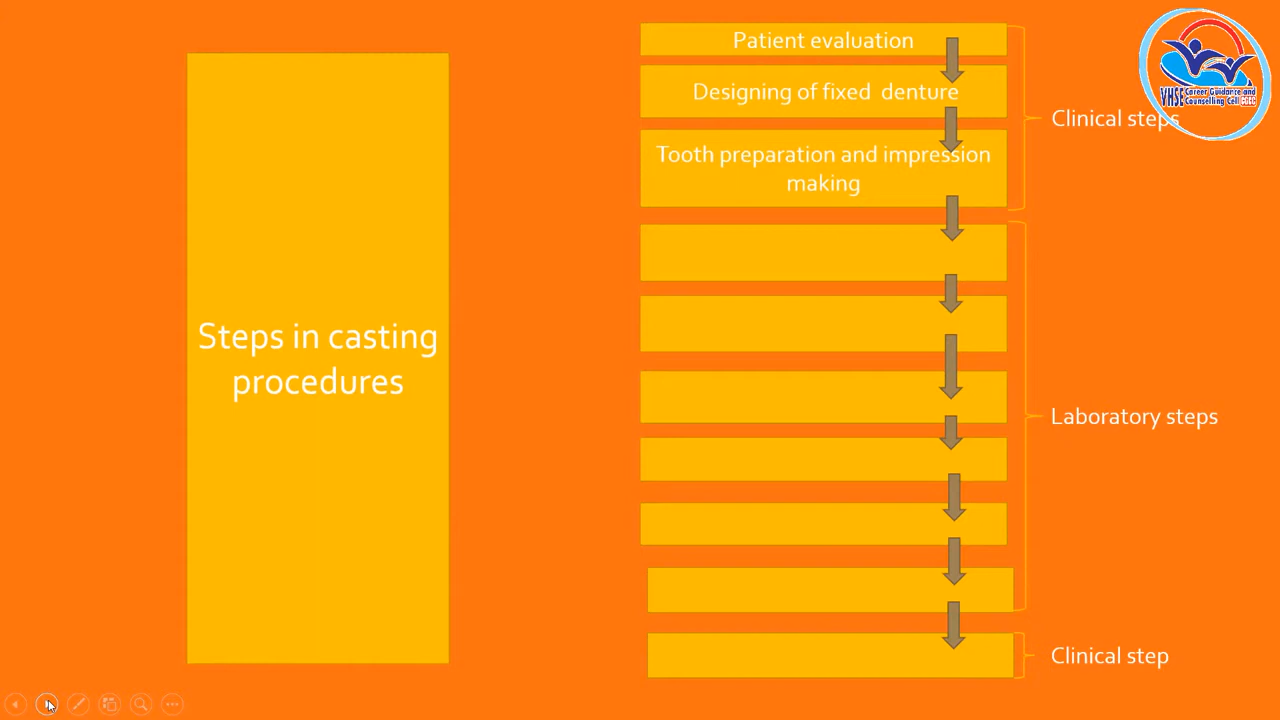 Steps in casting
procedures
Patient evaluation
Designing of fixed denture
Tooth preparation and impression
making
Clinical steps
Laboratory steps
Clinical step
VHSE Career Guidance and
Counselling Cell CGCC